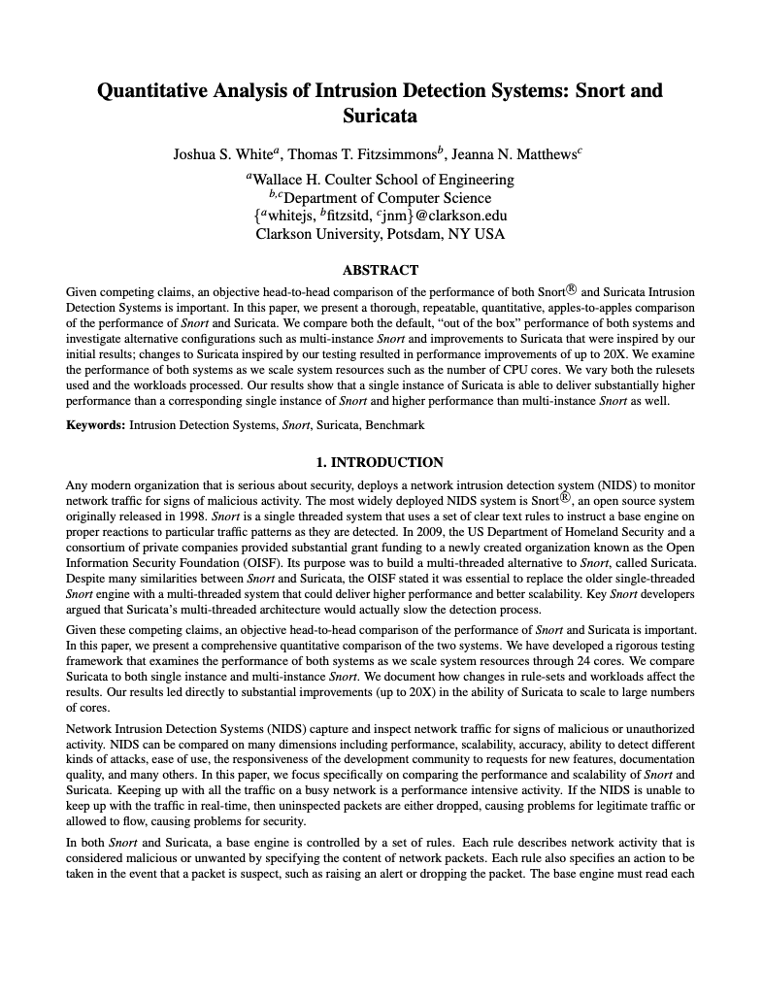 Quantitative Analysis of Intrusion Detection Systems: Snort and
Suricata
Joshua S. Whiteᵃ, Thomas T. Fitzsimmonsᵇ, Jeanna N. Matthewsᶜ
ᵃWallace H. Coulter School of Engineering
ᵇ,ᶜDepartment of Computer Science
{ᵃwhitejs, ᵇfitzsitd, ᶜjnm}@clarkson.edu
Clarkson University, Potsdam, NY USA
ABSTRACT
Given competing claims, an objective head-to-head comparison of the performance of both Snort® and Suricata Intrusion
Detection Systems is important. In this paper, we present a thorough, repeatable, quantitative, apples-to-apples comparison
of the performance of Snort and Suricata. We compare both the default, “out of the box” performance of both systems and
investigate alternative configurations such as multi-instance Snort and improvements to Suricata that were inspired by our
initial results; changes to Suricata inspired by our testing resulted in performance improvements of up to 20X. We examine
the performance of both systems as we scale system resources such as the number of CPU cores. We vary both the rulesets
used and the workloads processed. Our results show that a single instance of Suricata is able to deliver substantially higher
performance than a corresponding single instance of Snort and higher performance than multi-instance Snort as well.
Keywords: Intrusion Detection Systems, Snort, Suricata, Benchmark
1. INTRODUCTION
Any modern organization that is serious about security, deploys a network intrusion detection system (NIDS) to monitor
network traffic for signs of malicious activity. The most widely deployed NIDS system is Snort®, an open source system
originally released in 1998. Snort is a single threaded system that uses a set of clear text rules to instruct a base engine on
proper reactions to particular traffic patterns as they are detected. In 2009, the US Department of Homeland Security and a
consortium of private companies provided substantial grant funding to a newly created organization known as the Open
Information Security Foundation (OISF). Its purpose was to build a multi-threaded alternative to Snort, called Suricata.
Despite many similarities between Snort and Suricata, the OISF stated it was essential to replace the older single-threaded
Snort engine with a multi-threaded system that could deliver higher performance and better scalability. Key Snort developers
argued that Suricata’s multi-threaded architecture would actually slow the detection process.
Given these competing claims, an objective head-to-head comparison of the performance of Snort and Suricata is important.
In this paper, we present a comprehensive quantitative comparison of the two systems. We have developed a rigorous testing
framework that examines the performance of both systems as we scale system resources through 24 cores. We compare
Suricata to both single instance and multi-instance Snort. We document how changes in rule-sets and workloads affect the
results. Our results led directly to substantial improvements (up to 20X) in the ability of Suricata to scale to large numbers
of cores.
Network Intrusion Detection Systems (NIDS) capture and inspect network traffic for signs of malicious or unauthorized
activity. NIDS can be compared on many dimensions including performance, scalability, accuracy, ability to detect different
kinds of attacks, ease of use, the responsiveness of the development community to requests for new features, documentation
quality, and many others. In this paper, we focus specifically on comparing the performance and scalability of Snort and
Suricata. Keeping up with all the traffic on a busy network is a performance intensive activity. If the NIDS is unable to
keep up with the traffic in real-time, then uninspected packets are either dropped, causing problems for legitimate traffic or
allowed to flow, causing problems for security.
In both Snort and Suricata, a base engine is controlled by a set of rules. Each rule describes network activity that is
considered malicious or unwanted by specifying the content of network packets. Each rule also specifies an action to be
taken in the event that a packet is suspect, such as raising an alert or dropping the packet. The base engine must read each